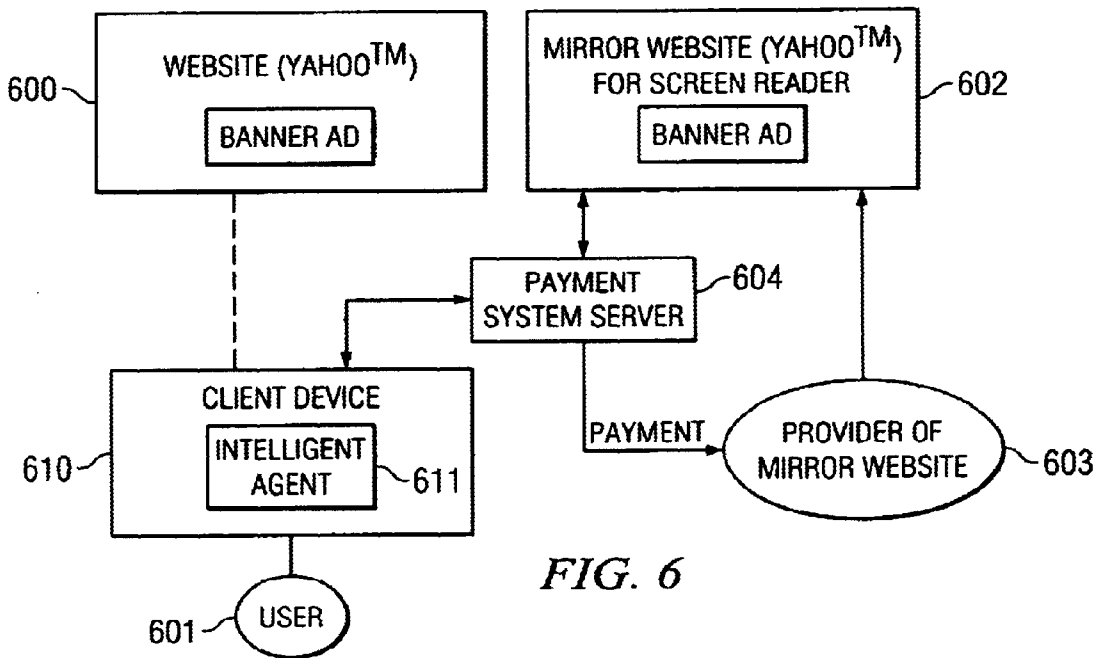 WEBSITE (YAHOO™)
BANNER AD
600
MIRROR WEBSITE (YAHOO™)
FOR SCREEN READER
BANNER AD
602
PAYMENT
SYSTEM SERVER
604
CLIENT DEVICE
INTELLIGENT
AGENT
611
610
PAYMENT
PROVIDER OF
MIRROR WEBSITE
603
USER
601
FIG. 6